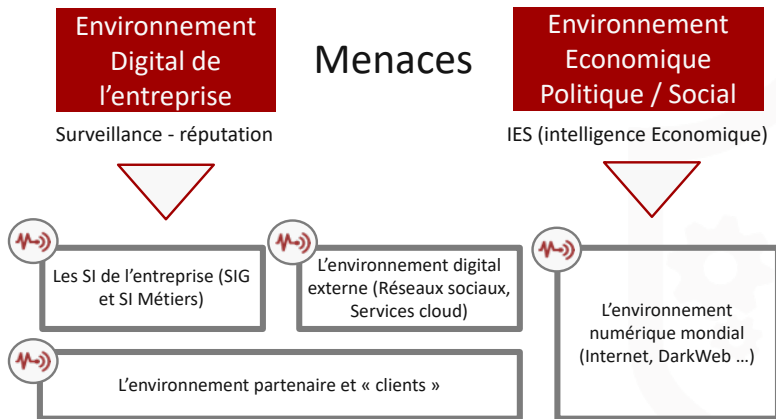 Environnement
Digital de
l’entreprise
Menaces
Environnement
Economique
Politique / Social
Surveillance - réputation
IES (intelligence Economique)
Les SI de l’entreprise (SIG
et SI Métiers)
L’environnement digital
externe (Réseaux sociaux,
Services cloud)
L’environnement
numérique mondial
(Internet, DarkWeb …)
L’environnement partenaire et « clients »